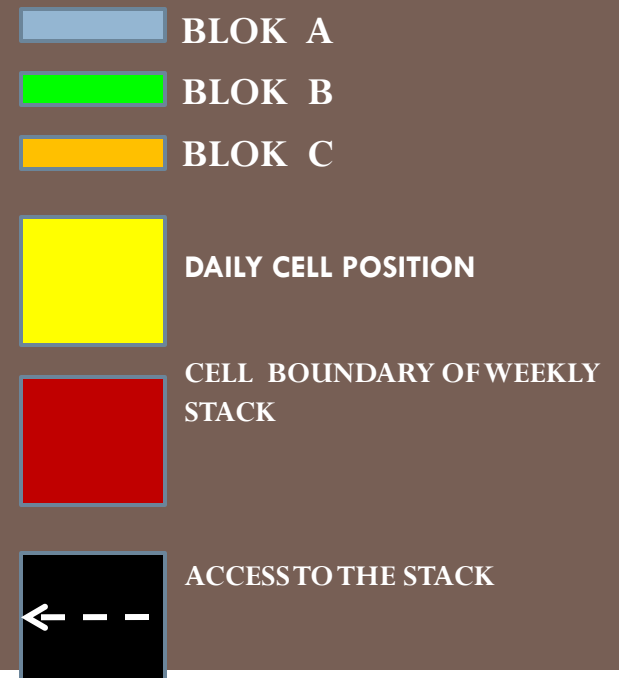 BLOK A
BLOK B
BLOK C
DAILY CELL POSITION
CELL BOUNDARY OF WEEKLY
STACK
ACCESS TO THE STACK